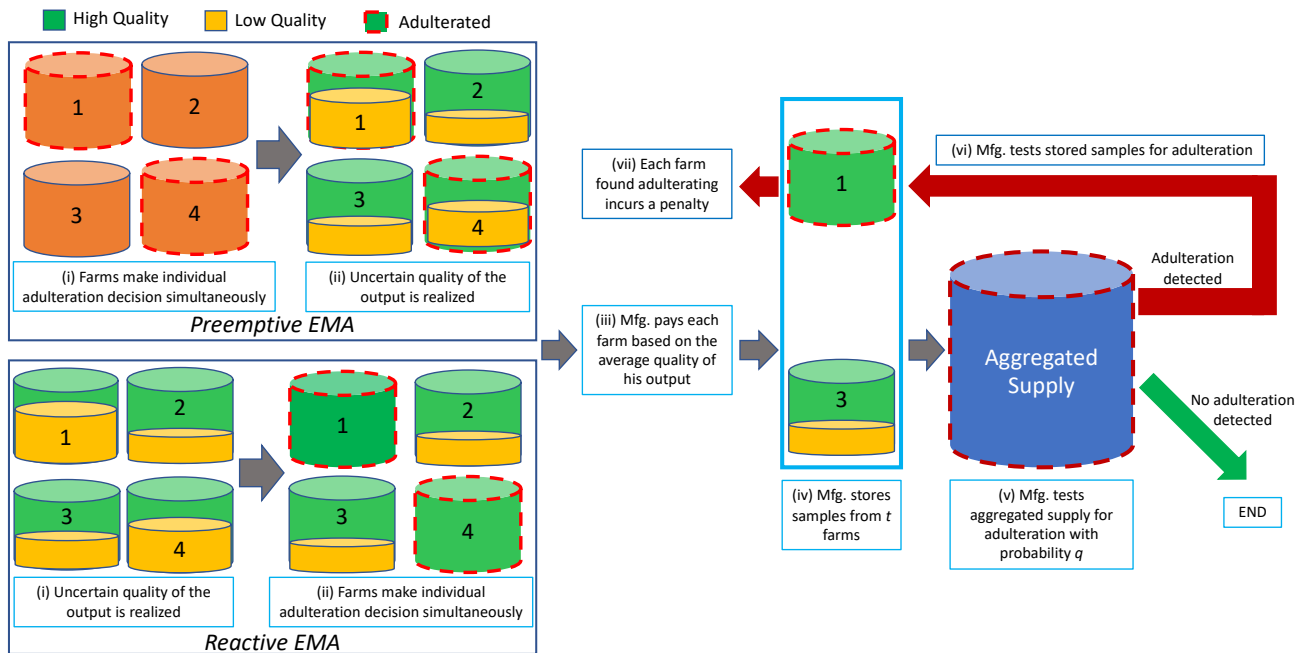 High Quality
Low Quality
Adulterated
1
2
3
4
(i) Farms make individual
adulteration decision simultaneously
1
2
3
4
(ii) Uncertain quality of the
output is realized
Preemptive EMA
1
2
3
4
(i) Uncertain quality of the
output is realized
1
2
3
4
(ii) Farms make individual
adulteration decision simultaneously
Reactive EMA
(iii) Mfg. pays each
farm based on the
average quality of
his output
1
3
(iv) Mfg. stores
samples from t
farms
Aggregated
Supply
(v) Mfg. tests
aggregated supply for
adulteration with
probability q
Adulteration
detected
(vi) Mfg. tests stored samples for adulteration
(vii) Each farm
found adulterating
incurs a penalty
No adulteration
detected
END